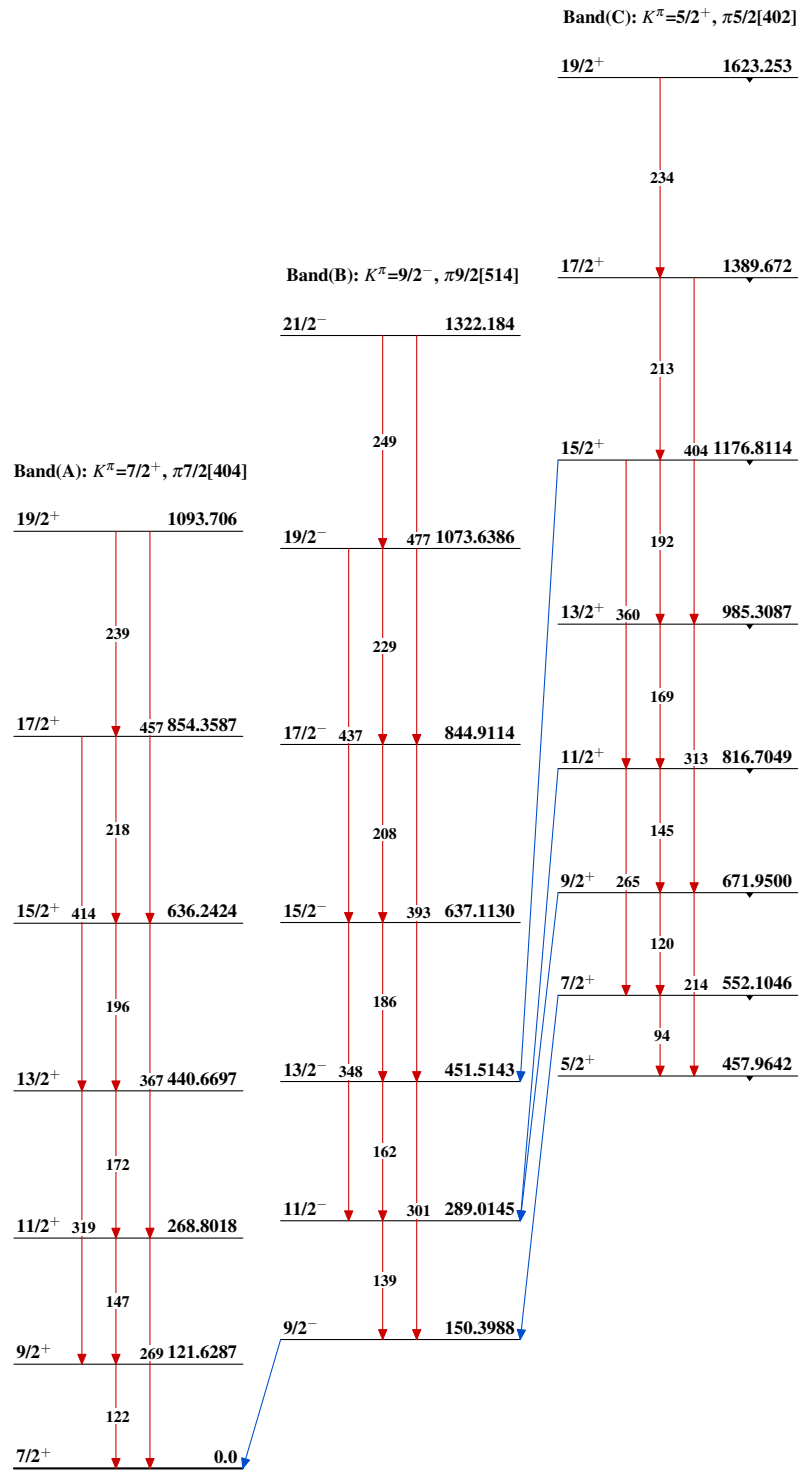 Band(C): K^π=5/2⁺, π5/2[402]
19/2⁺ 1623.253
234
17/2⁺ 1389.672
213
15/2⁺ 404 1176.8114
192
13/2⁺ 360 985.3087
169
11/2⁺ 313 816.7049
145
9/2⁺ 265 671.9500
120
7/2⁺ 214 552.1046
94
5/2⁺ 457.9642
Band(B): K^π=9/2⁻, π9/2[514]
21/2⁻ 1322.184
249
19/2⁻ 477 1073.6386
229
17/2⁻ 437 844.9114
208
15/2⁻ 393 637.1130
186
13/2⁻ 348 451.5143
162
11/2⁻ 301 289.0145
139
9/2⁻ 150.3988
Band(A): K^π=7/2⁺, π7/2[404]
19/2⁺ 1093.706
239
17/2⁺ 457 854.3587
218
15/2⁺ 414 636.2424
196
13/2⁺ 367 440.6697
172
11/2⁺ 319 268.8018
147
9/2⁺ 269 121.6287
122
7/2⁺ 0.0